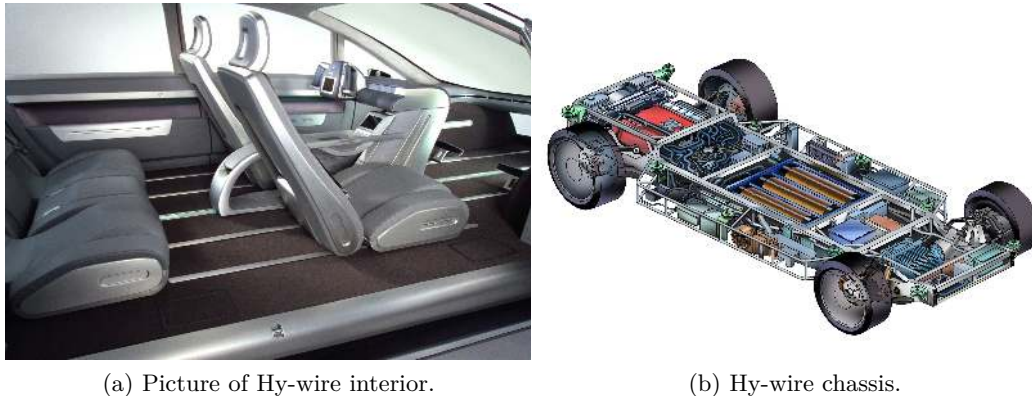 (a) Picture of Hy-wire interior.
(b) Hy-wire chassis.